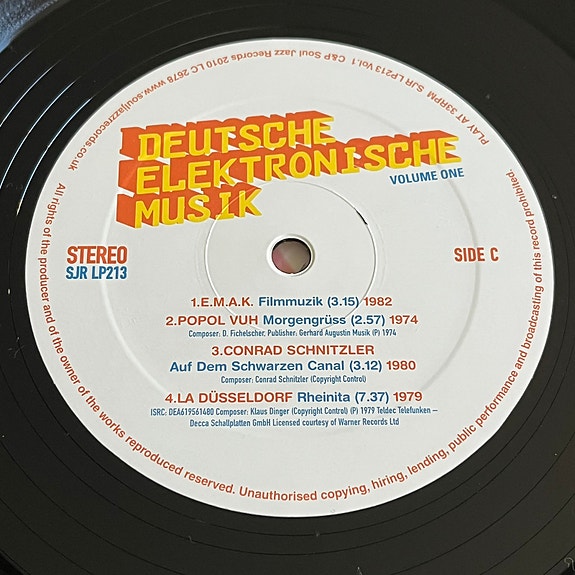 PLAY AT 33RPM SJR LP213 Vol.1 C&P Soul Jazz Records 2010 LC 2678 www.souljazzrecords.co.uk
DEUTSCHE
ELEKTRONISCHE
MUSIK
VOLUME ONE
STEREO
SJR LP213
SIDE C
1.E.M.A.K. Filmmuzik (3.15) 1982
2.POPOL VUH Morgengrüss (2.57) 1974
Composer: D. Fichelscher, Publisher: Gerhard Augustin Musik (P) 1974
3.CONRAD SCHNITZLER
Auf Dem Schwarzen Canal (3.12) 1980
Composer: Conrad Schnitzler (Copyright Control)
4.LA DÜSSELDORF Rheinita (7.37) 1979
ISRC: DEA619561480 Composer: Klaus Dinger (Copyright Control) (P) 1979 Teldec Telefunken –
Decca Schallplatten GmbH Licensed courtesy of Warner Records Ltd
All rights of the producer and of the owner of the works reproduced reserved. Unauthorised copying, hiring, lending, public performance and broadcasting of this record prohibited.